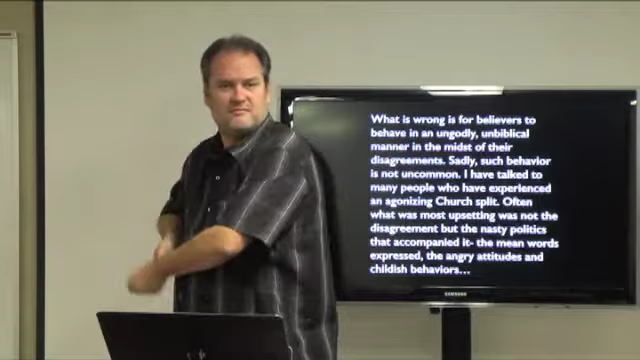 What is wrong is for believers to
behave in an ungodly, unbiblical
manner in the midst of their
disagreements. Sadly, such behavior
is not uncommon. I have talked to
many people who have experienced
an agonizing Church split. Often
what was most upsetting was not the
disagreement but the nasty politics
that accompanied it- the mean words
expressed, the angry attitudes and
childish behaviors...
SAMSUNG
hp